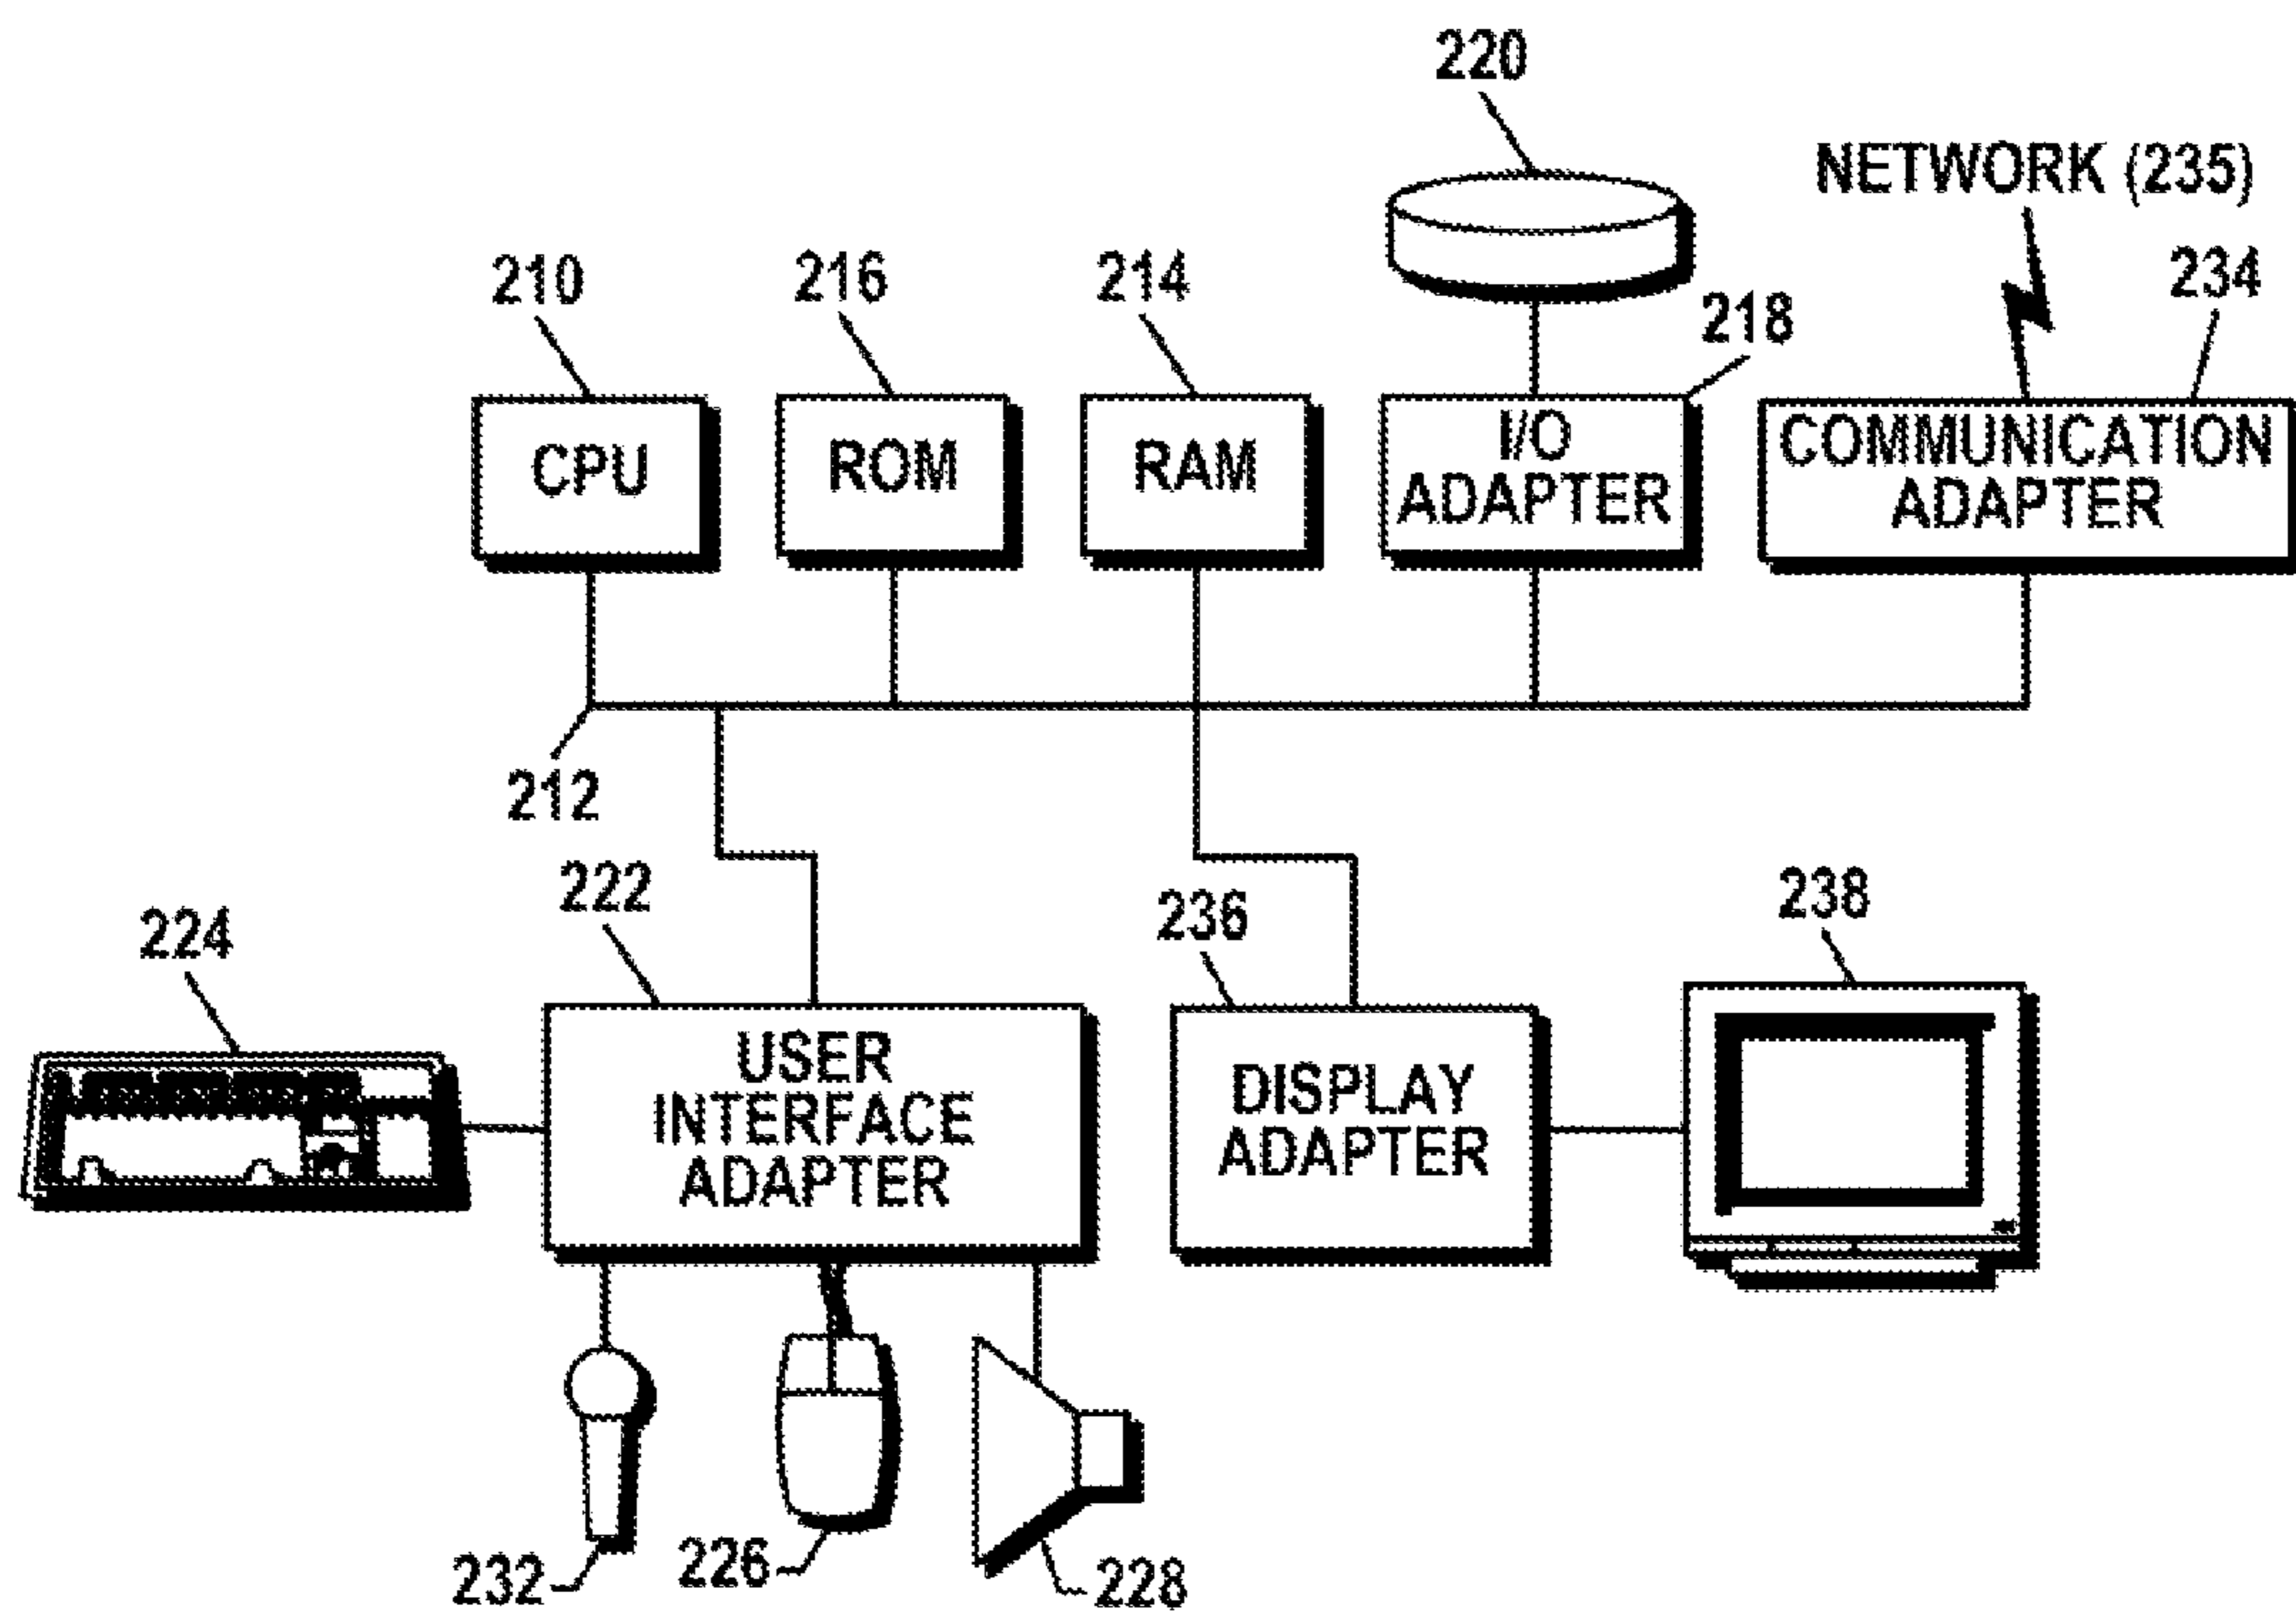 220
NETWORK (235)
210
216
214
218
234
CPU
ROM
RAM
I/O
ADAPTER
COMMUNICATION
ADAPTER
212
222
224
236
238
USER
INTERFACE
ADAPTER
DISPLAY
ADAPTER
232
226
228